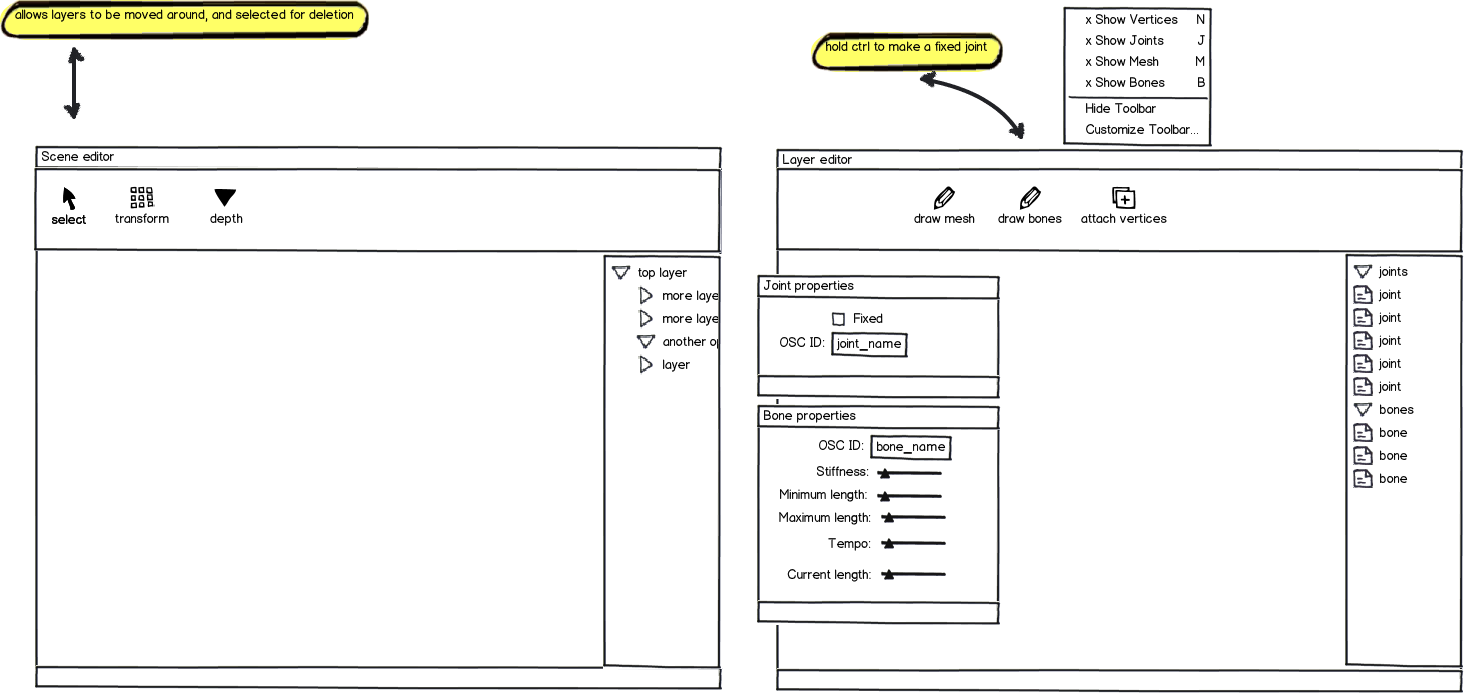 allows layers to be moved around, and selected for deletion
Scene editor
select
transform
depth
top layer
more laye
more laye
another op
layer
hold ctrl to make a fixed joint
x Show Vertices N
x Show Joints J
x Show Mesh M
x Show Bones B
Hide Toolbar
Customize Toolbar...
Layer editor
draw mesh
draw bones
attach vertices
Joint properties
Fixed
OSC ID: joint_name
Bone properties
OSC ID: bone_name
Stiffness:
Minimum length:
Maximum length:
Tempo:
Current length:
joints
joint
joint
joint
joint
joint
bones
bone
bone
bone